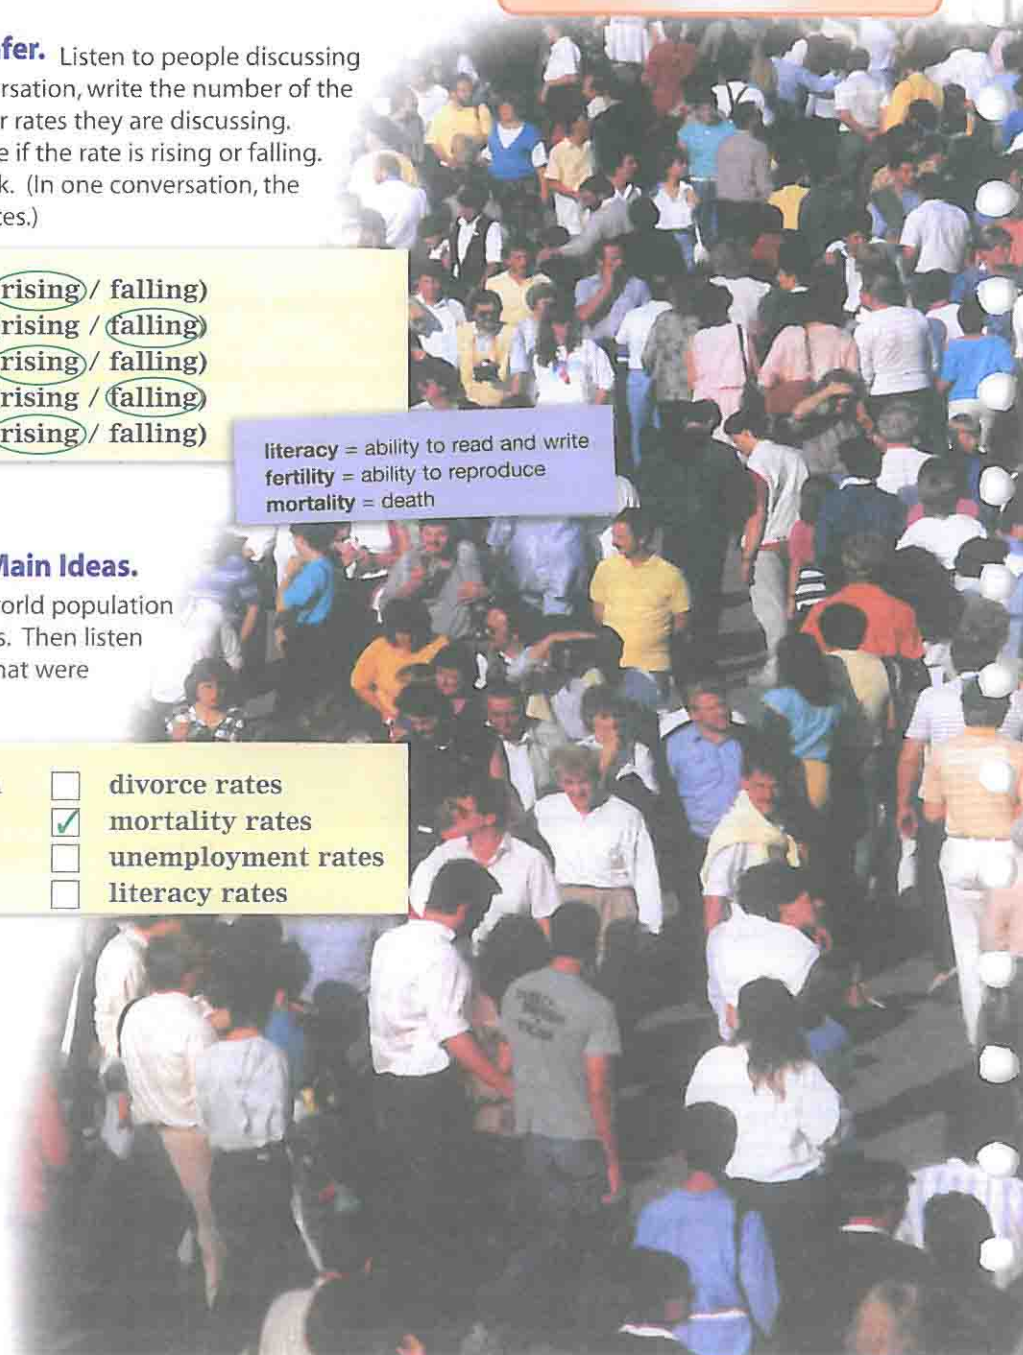 fer. Listen to people discussing
rsation, write the number of the
r rates they are discussing.
e if the rate is rising or falling.
k. (In one conversation, the
es.)
rising / falling)
rising / falling)
rising / falling)
rising / falling)
rising / falling)
literacy = ability to read and write
fertility = ability to reproduce
mortality = death
Main Ideas.
orld population
s. Then listen
hat were
divorce rates
✓ mortality rates
unemployment rates
literacy rates